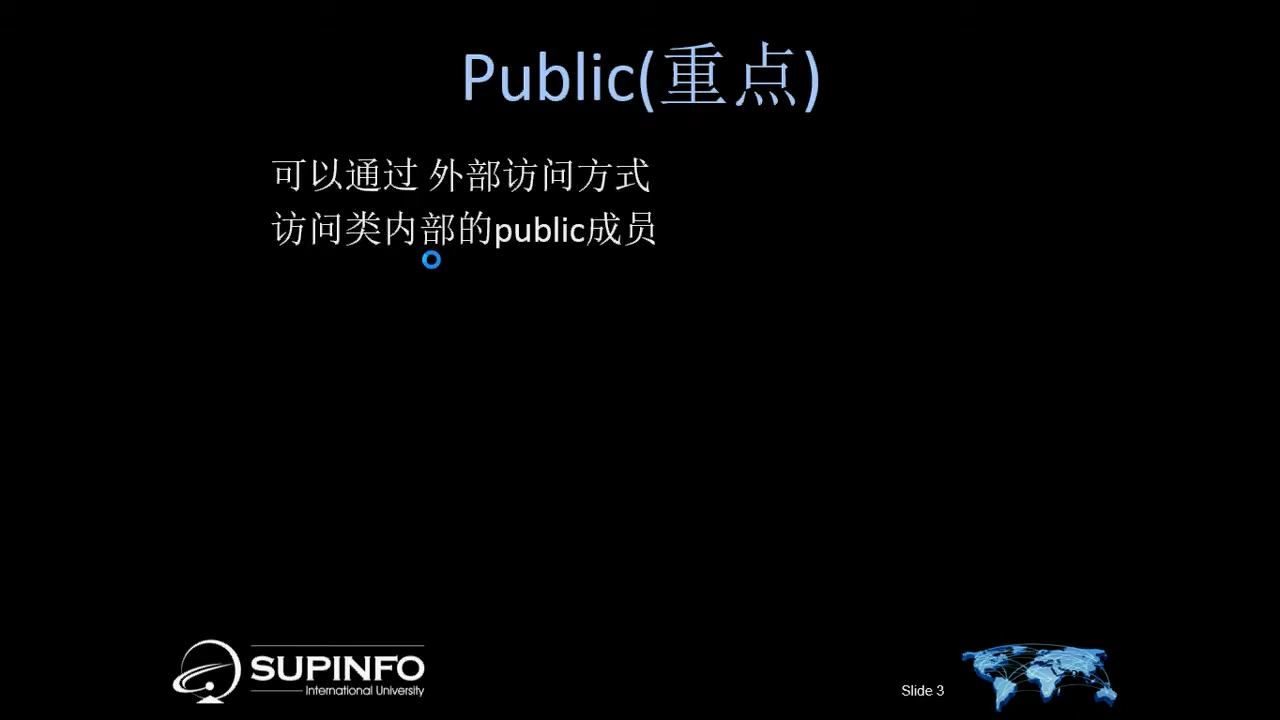 Public(重点)
可以通过 外部访问方式
访问类内部的public成员
SUPINFO
International University
Slide 3